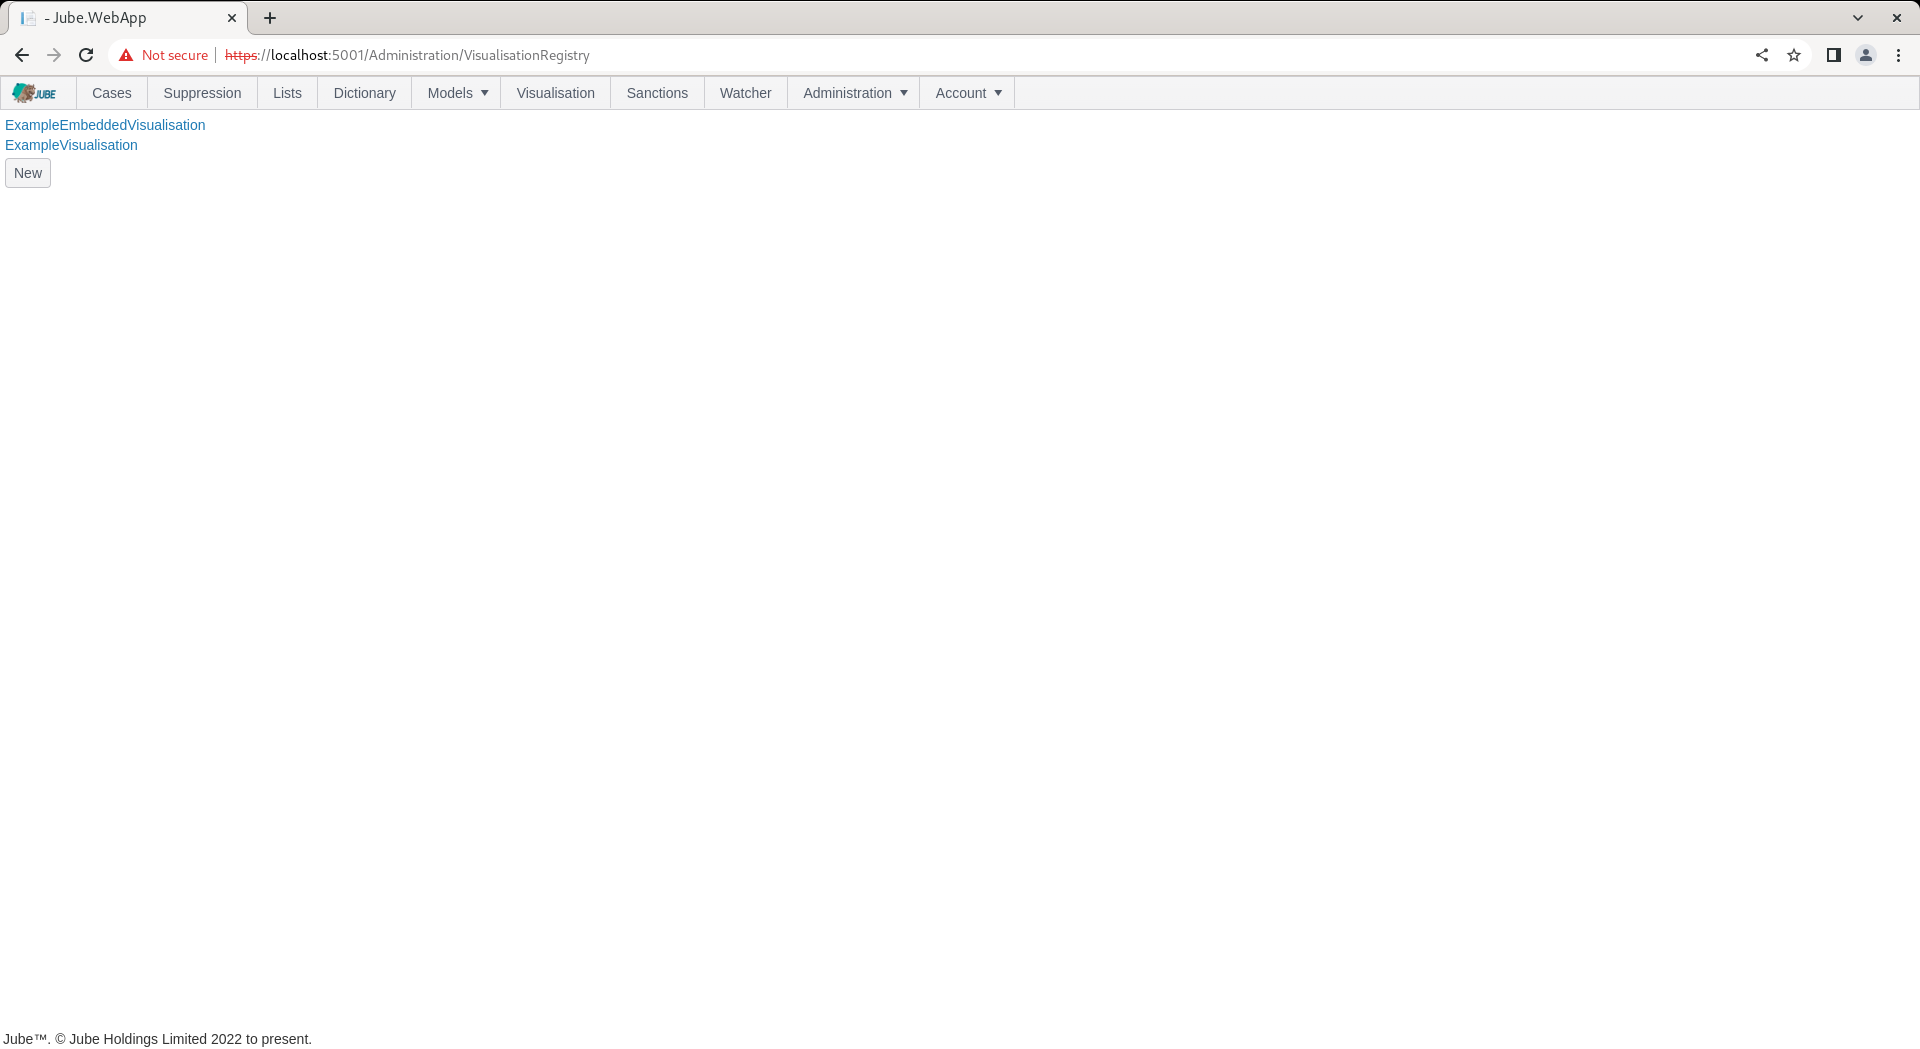 - Jube.WebApp
Not secure https://localhost:5001/Administration/VisualisationRegistry
JUBE Cases Suppression Lists Dictionary Models Visualisation Sanctions Watcher Administration Account
ExampleEmbeddedVisualisation
ExampleVisualisation
New
Jube™. © Jube Holdings Limited 2022 to present.